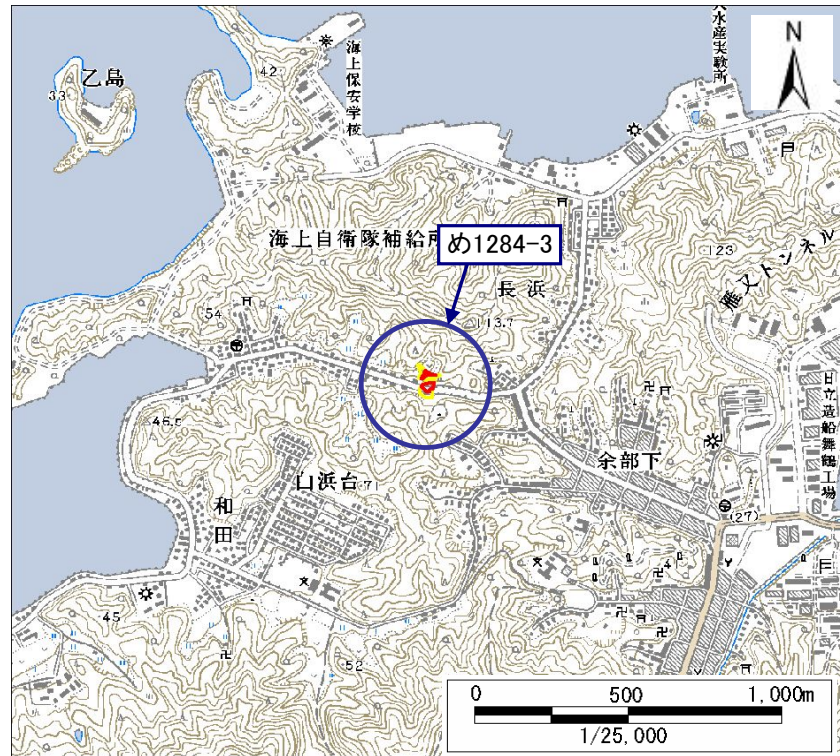 乙島
33
42
海上保安学校
水産実験所
N
海上自衛隊補給所
め1284-3
長浜
123
雁又トンネル
113.7
54
46.5
白浜台
71
和田
余部下
日立造船舞鶴工場
(27)
45
52
0 500 1,000m
1/25,000